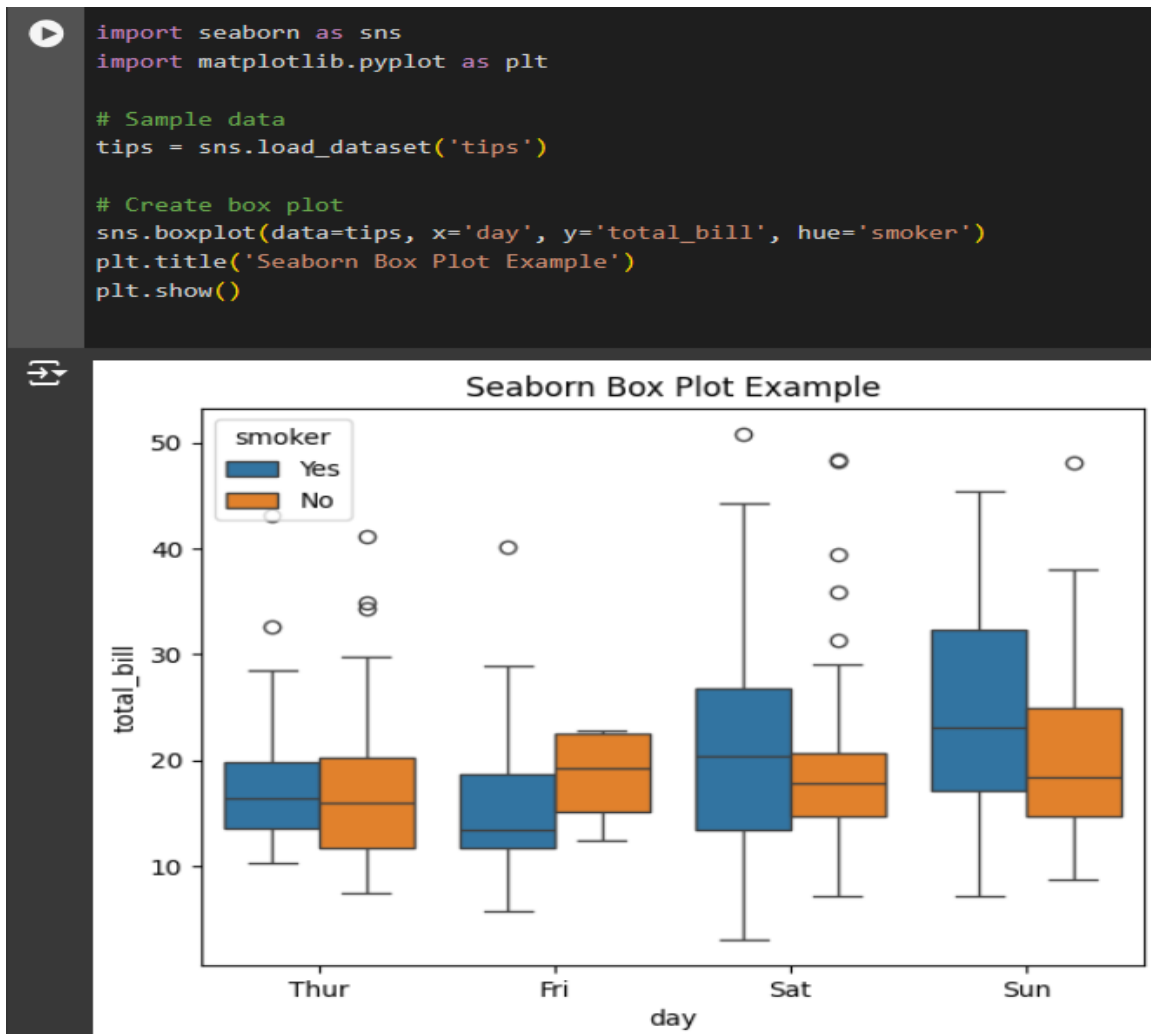 import seaborn as sns
import matplotlib.pyplot as plt
# Sample data
tips = sns.load_dataset('tips')
# Create box plot
sns.boxplot(data=tips, x='day', y='total_bill', hue='smoker')
plt.title('Seaborn Box Plot Example')
plt.show()
Seaborn Box Plot Example
smoker
Yes
No
50
40
30
20
10
total_bill
Thur Fri Sat Sun
day